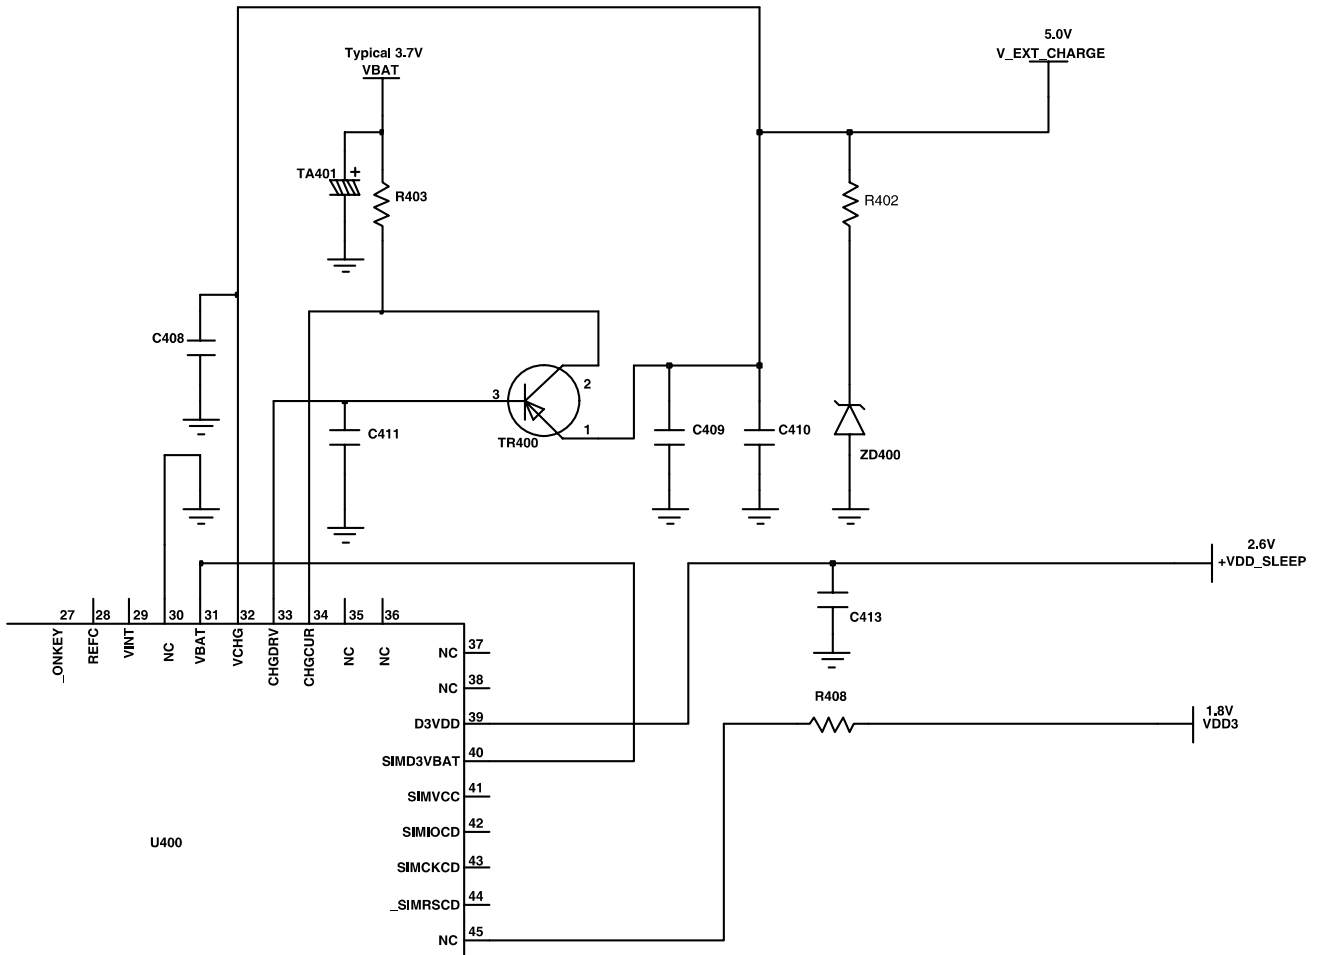 5.0V
V_EXT_CHARGE
Typical 3.7V
VBAT
TA401
+
R403
R402
C408
3
2
1
TR400
C411
C409
C410
ZD400
2.6V
+VDD_SLEEP
C413
27
28
29
30
31
32
33
34
35
36
_ONKEY
REFC
VINT
NC
VBAT
VCHG
CHGDRV
CHGCUR
NC
NC
NC 37
NC 38
D3VDD 39
SIMD3VBAT 40
SIMVCC 41
SIMIOCD 42
SIMCKCD 43
_SIMRSCD 44
NC 45
R408
1.8V
VDD3
U400